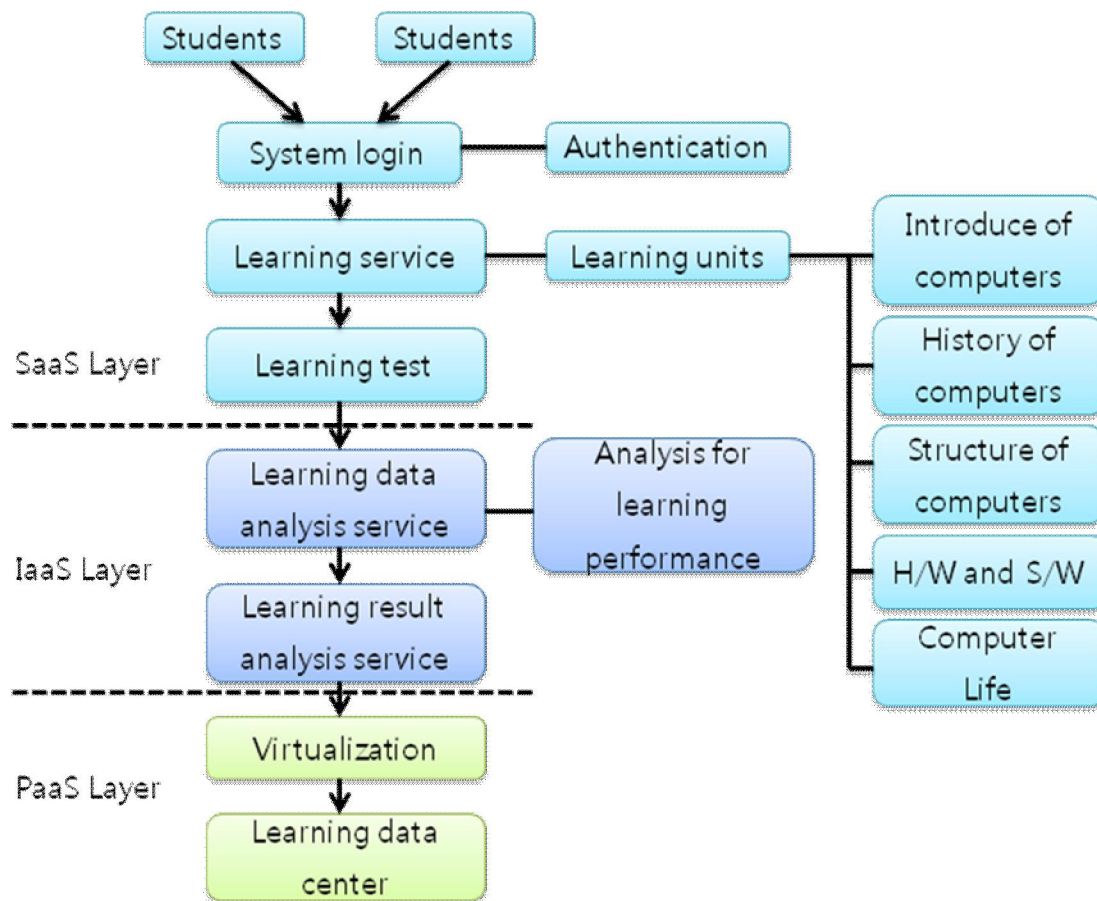 Students
Students
System login
Authentication
Learning service
Learning units
Introduce of
computers
History of
computers
Structure of
computers
H/W and S/W
Computer
Life
SaaS Layer
Learning test
Learning data
analysis service
Analysis for
learning
performance
IaaS Layer
Learning result
analysis service
Virtualization
PaaS Layer
Learning data
center